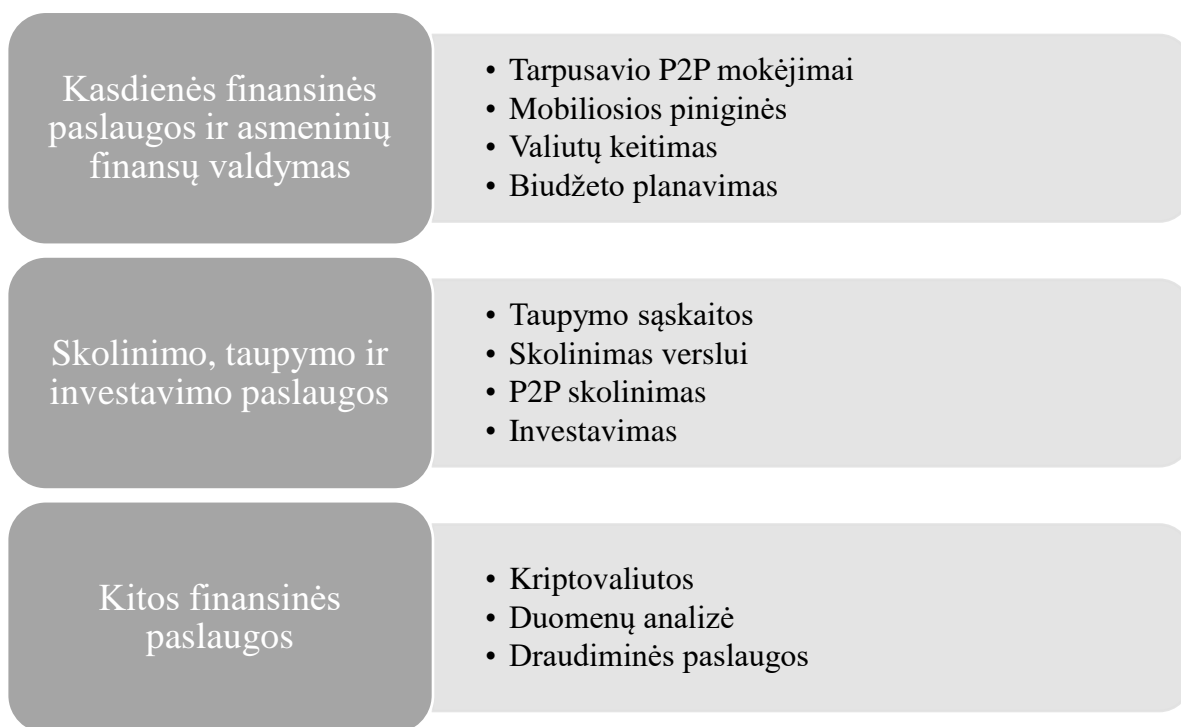 Kasdienės finansinės
paslaugos ir asmeninių
finansų valdymas
• Tarpusavio P2P mokėjimai
• Mobiliosios piniginės
• Valiutų keitimas
• Biudžeto planavimas
Skolinimo, taupymo ir
investavimo paslaugos
• Taupymo sąskaitos
• Skolinimas verslui
• P2P skolinimas
• Investavimas
Kitos finansinės
paslaugos
• Kriptovaliutos
• Duomenų analizė
• Draudiminės paslaugos